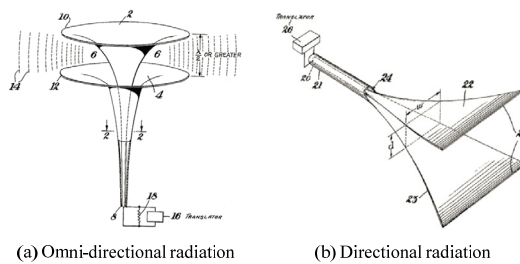 2
10
6
6
λ/2 OR GREATER
14
12
4
2
2
8
18
16 TRANSLATOR
(a) Omni-directional radiation
TRANSLATOR
26
20
21
24
22
w
d
23
(b) Directional radiation